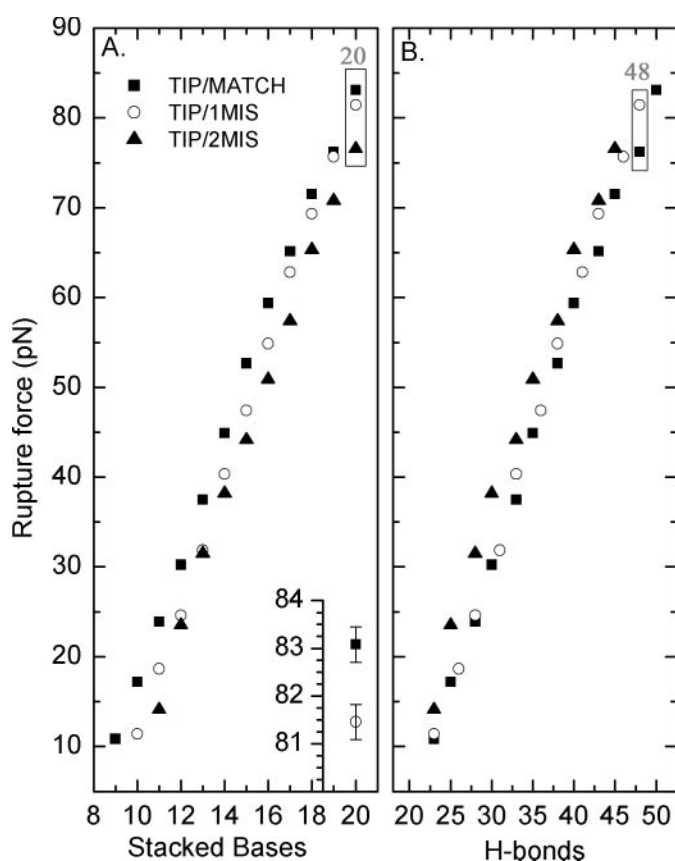 A.
20
TIP/MATCH
TIP/1MIS
TIP/2MIS
B.
48
Rupture force (pN)
90
80
70
60
50
40
30
20
10
84
83
82
81
8 10 12 14 16 18 20
Stacked Bases
20 25 30 35 40 45 50
H-bonds